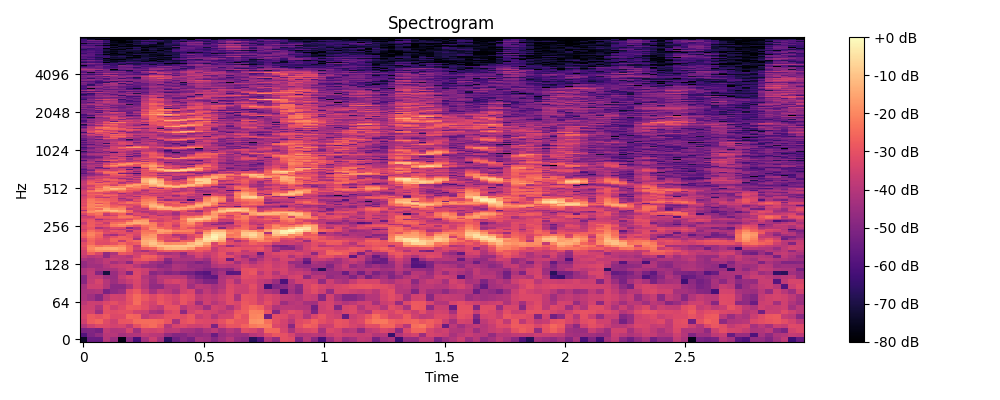 Spectrogram
Hz
4096
2048
1024
512
256
128
64
0
0 0.5 1 1.5 2 2.5
Time
+0 dB
-10 dB
-20 dB
-30 dB
-40 dB
-50 dB
-60 dB
-70 dB
-80 dB